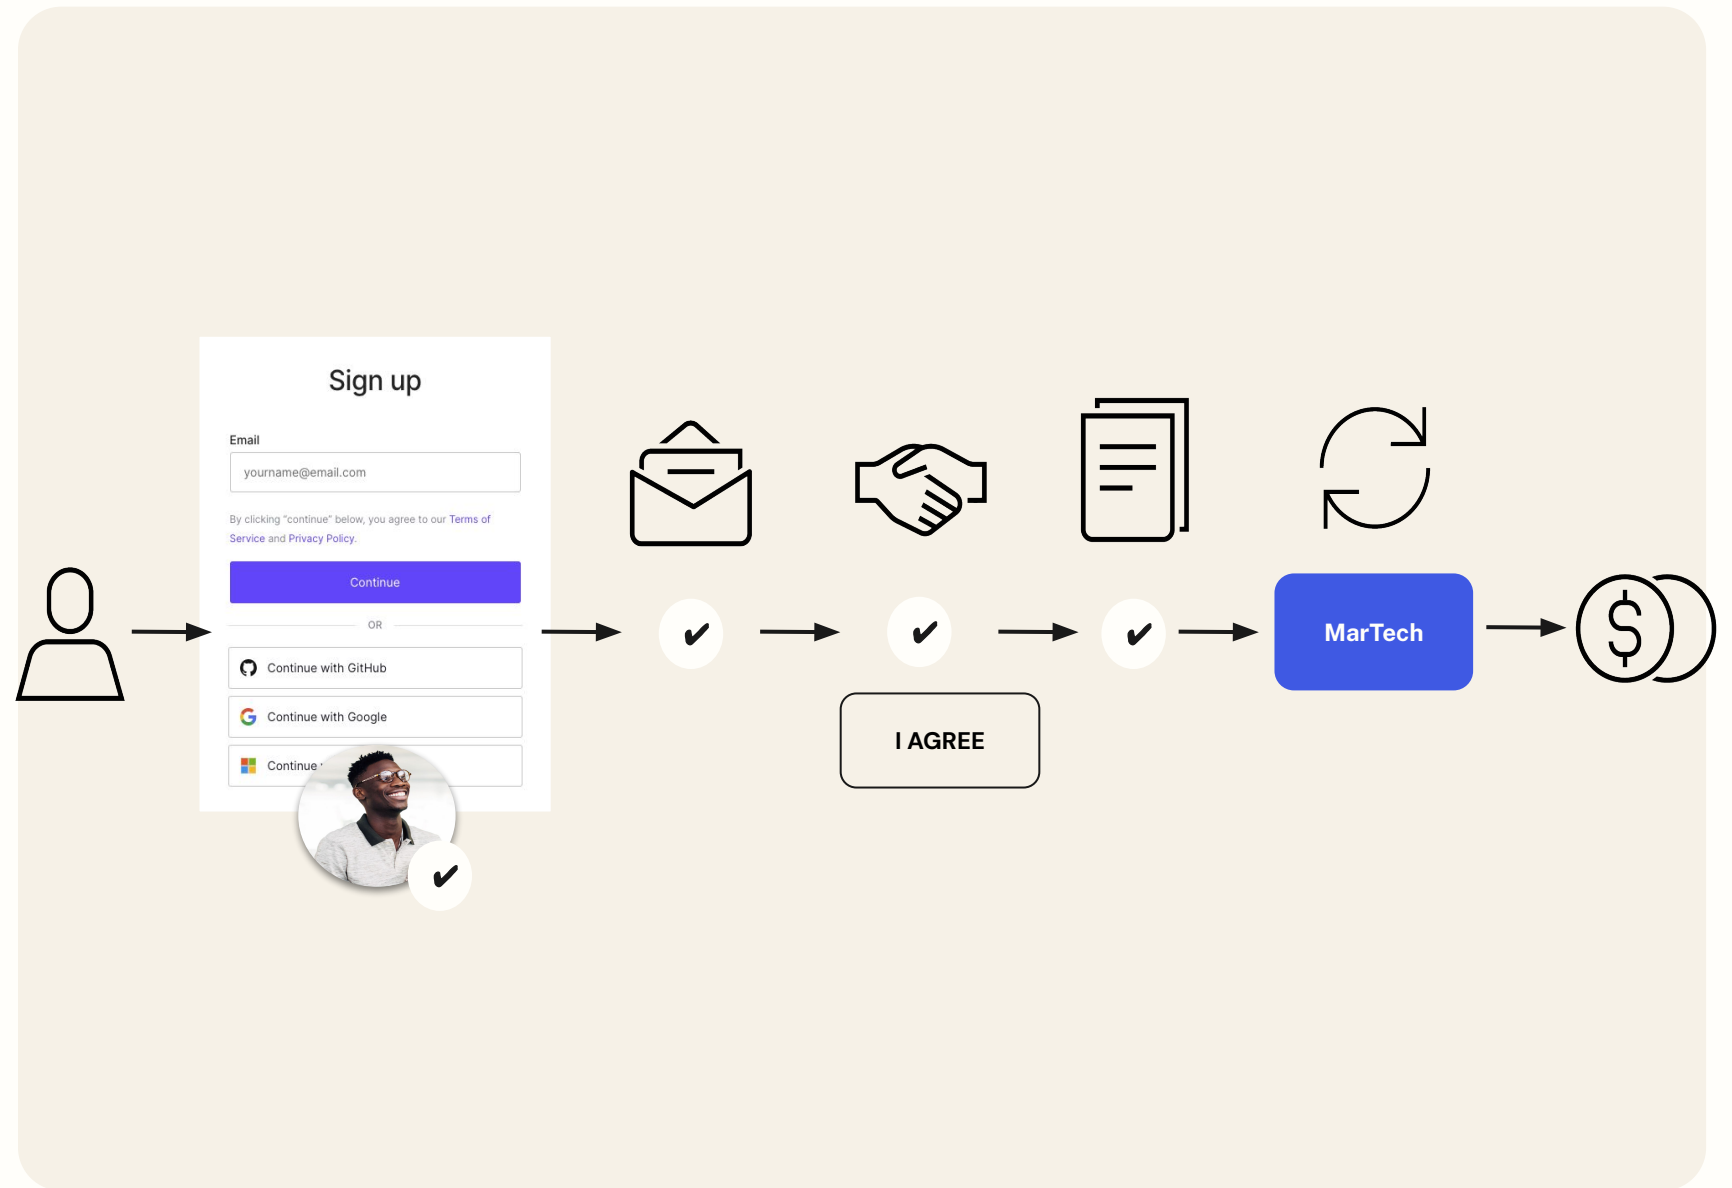 Sign up
Email
yourname@email.com
By clicking “continue” below, you agree to our Terms of
Service and Privacy Policy.
Continue
OR
Continue with GitHub
Continue with Google
Continue
I AGREE
MarTech
$